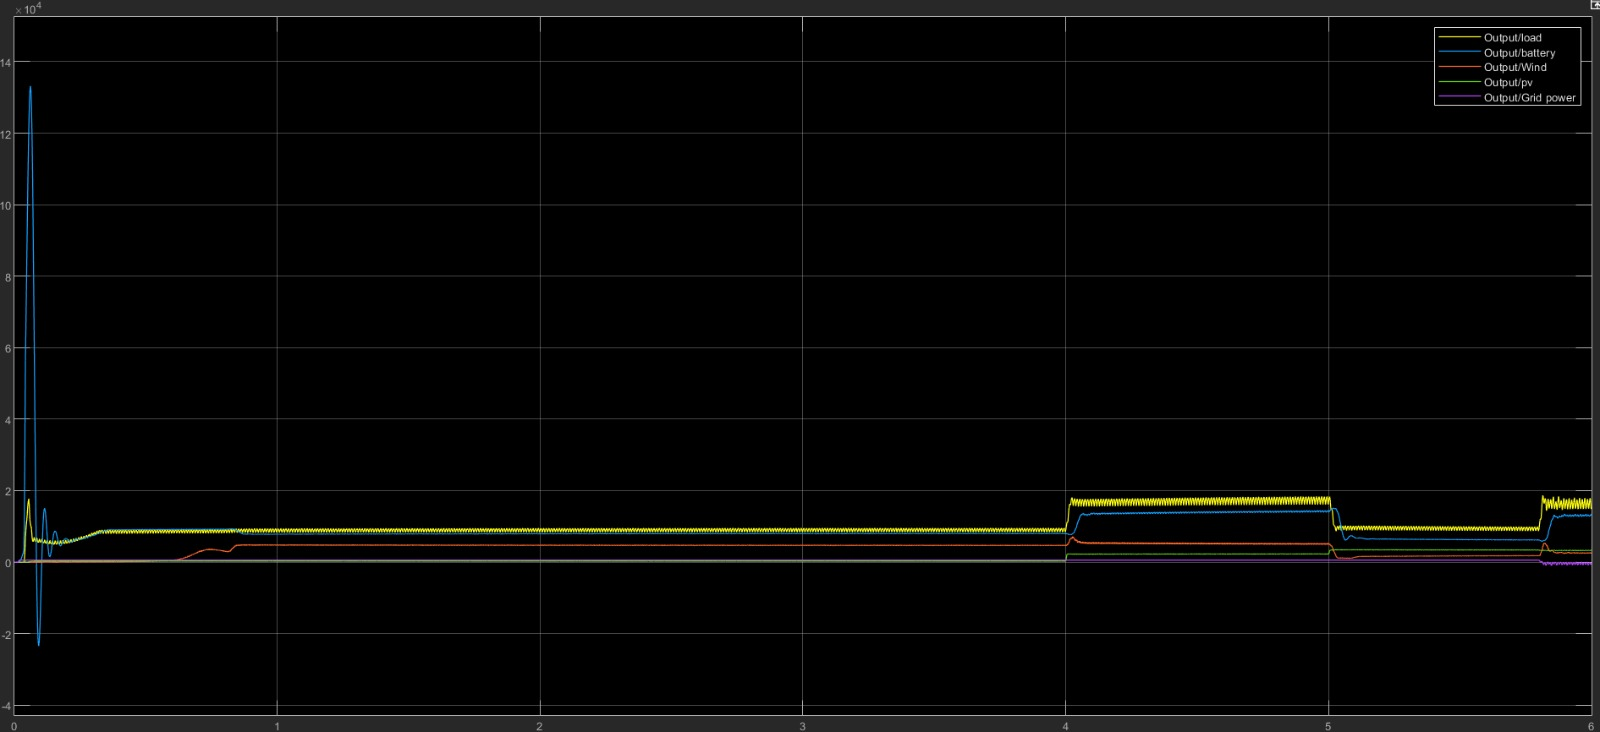 ×10⁴
Output/load
Output/battery
Output/Wind
Output/pv
Output/Grid power
14
12
10
8
6
4
2
0
-2
-4
0 1 2 3 4 5 6